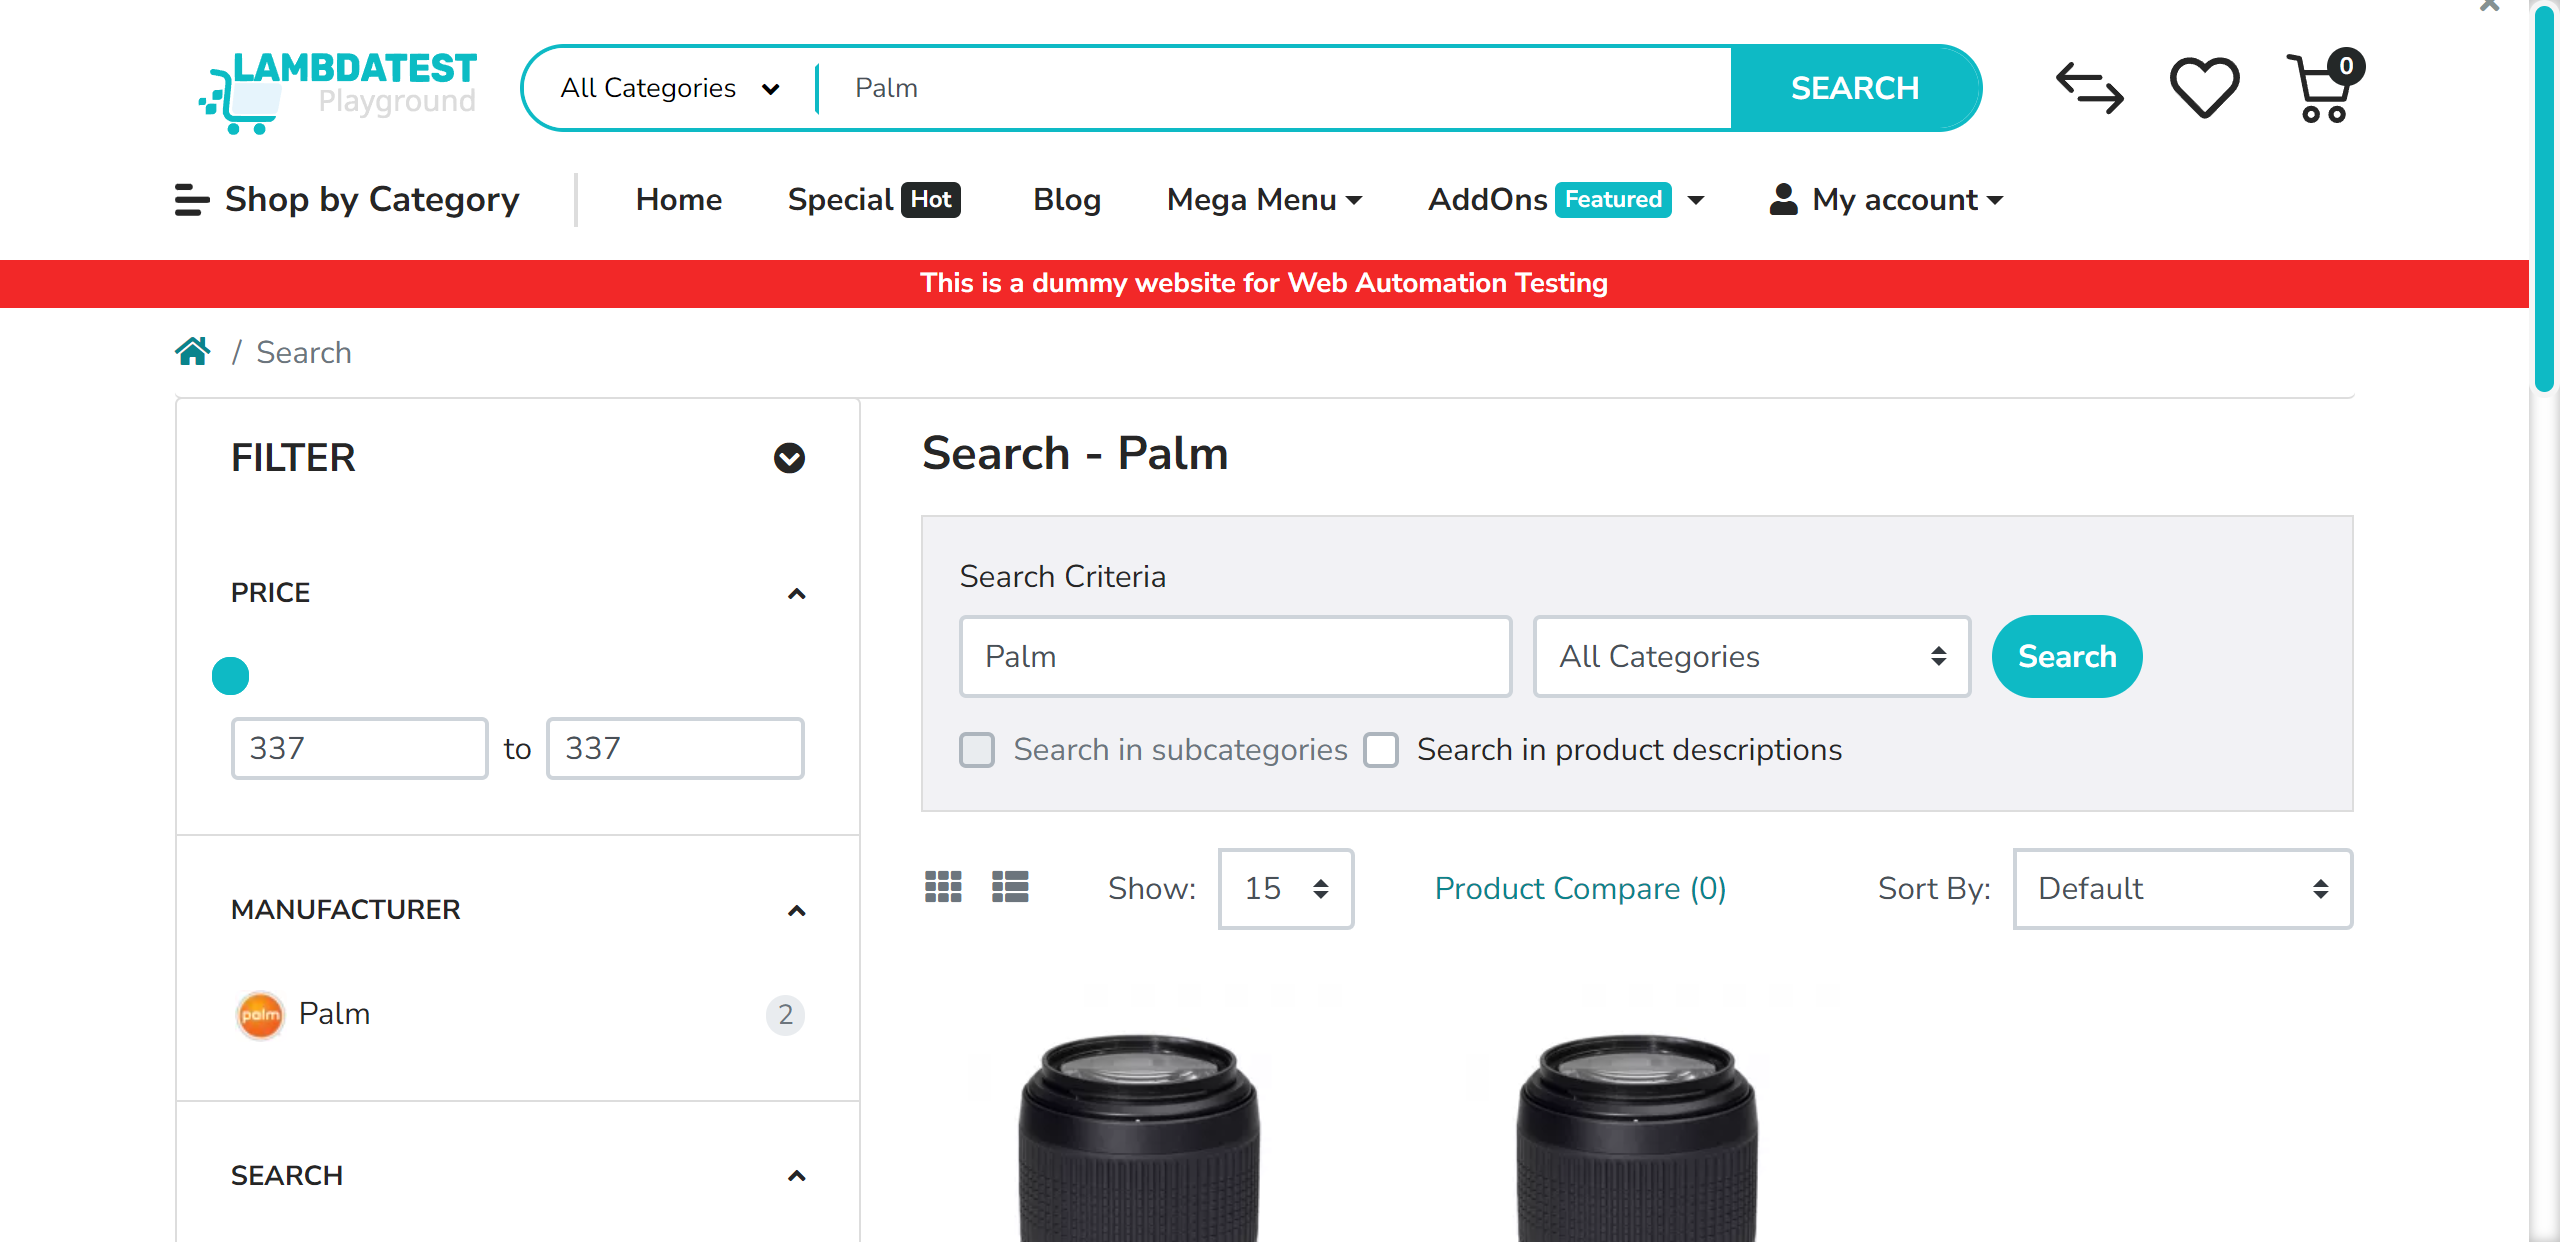 LAMBDATEST
Playground
All Categories
Palm
SEARCH
0
Shop by Category
Home
Special Hot
Blog
Mega Menu
AddOns Featured
My account
This is a dummy website for Web Automation Testing
/ Search
FILTER
PRICE
337 to 337
MANUFACTURER
palm Palm 2
SEARCH
Search - Palm
Search Criteria
Palm
All Categories
Search
Search in subcategories
Search in product descriptions
Show: 15
Product Compare (0)
Sort By: Default